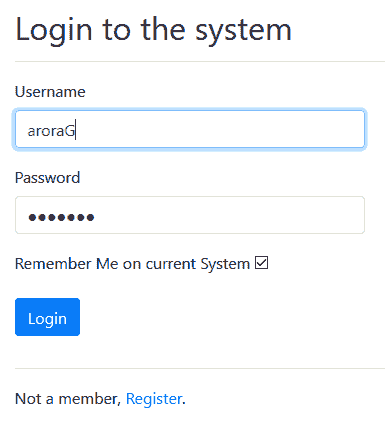 Login to the system
Username
aroraG
Password
•••••••
Remember Me on current System
Login
Not a member, Register.